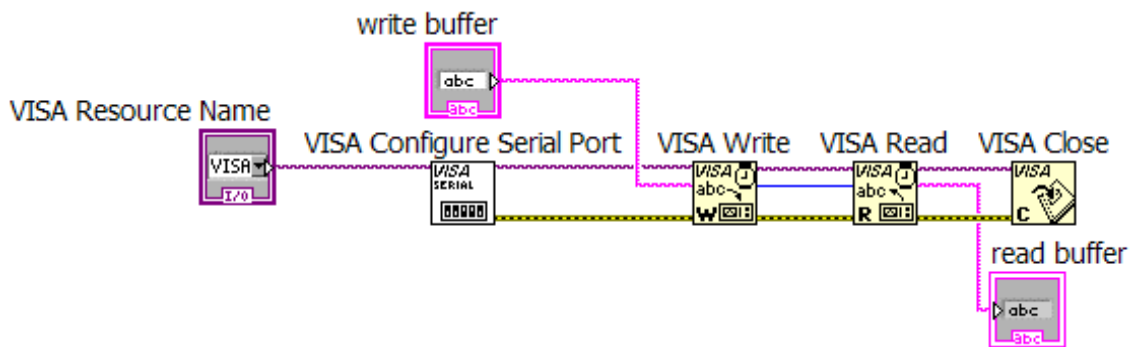 write buffer
abc
abc
VISA Resource Name
VISA
I/O
VISA Configure Serial Port
VISA
SERIAL
VISA Write
VISA
abc
W
VISA Read
VISA
abc
R
VISA Close
VISA
C
read buffer
abc
abc